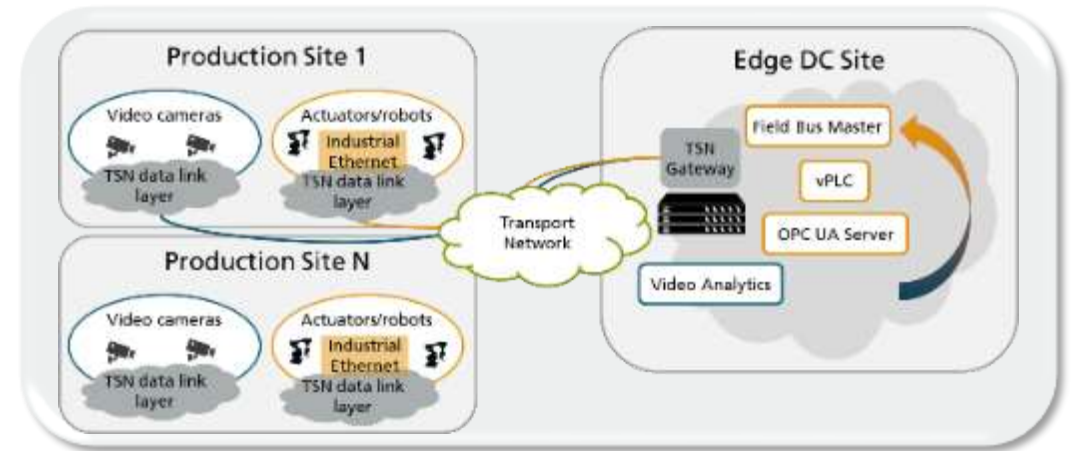 Production Site 1
Video cameras
TSN data link
layer
Actuators/robots
Industrial
Ethernet
TSN data link
layer
Production Site N
Video cameras
TSN data link
layer
Actuators/robots
Industrial
Ethernet
TSN data link
layer
Transport
Network
Edge DC Site
Field Bus Master
TSN
Gateway
vPLC
OPC UA Server
Video Analytics